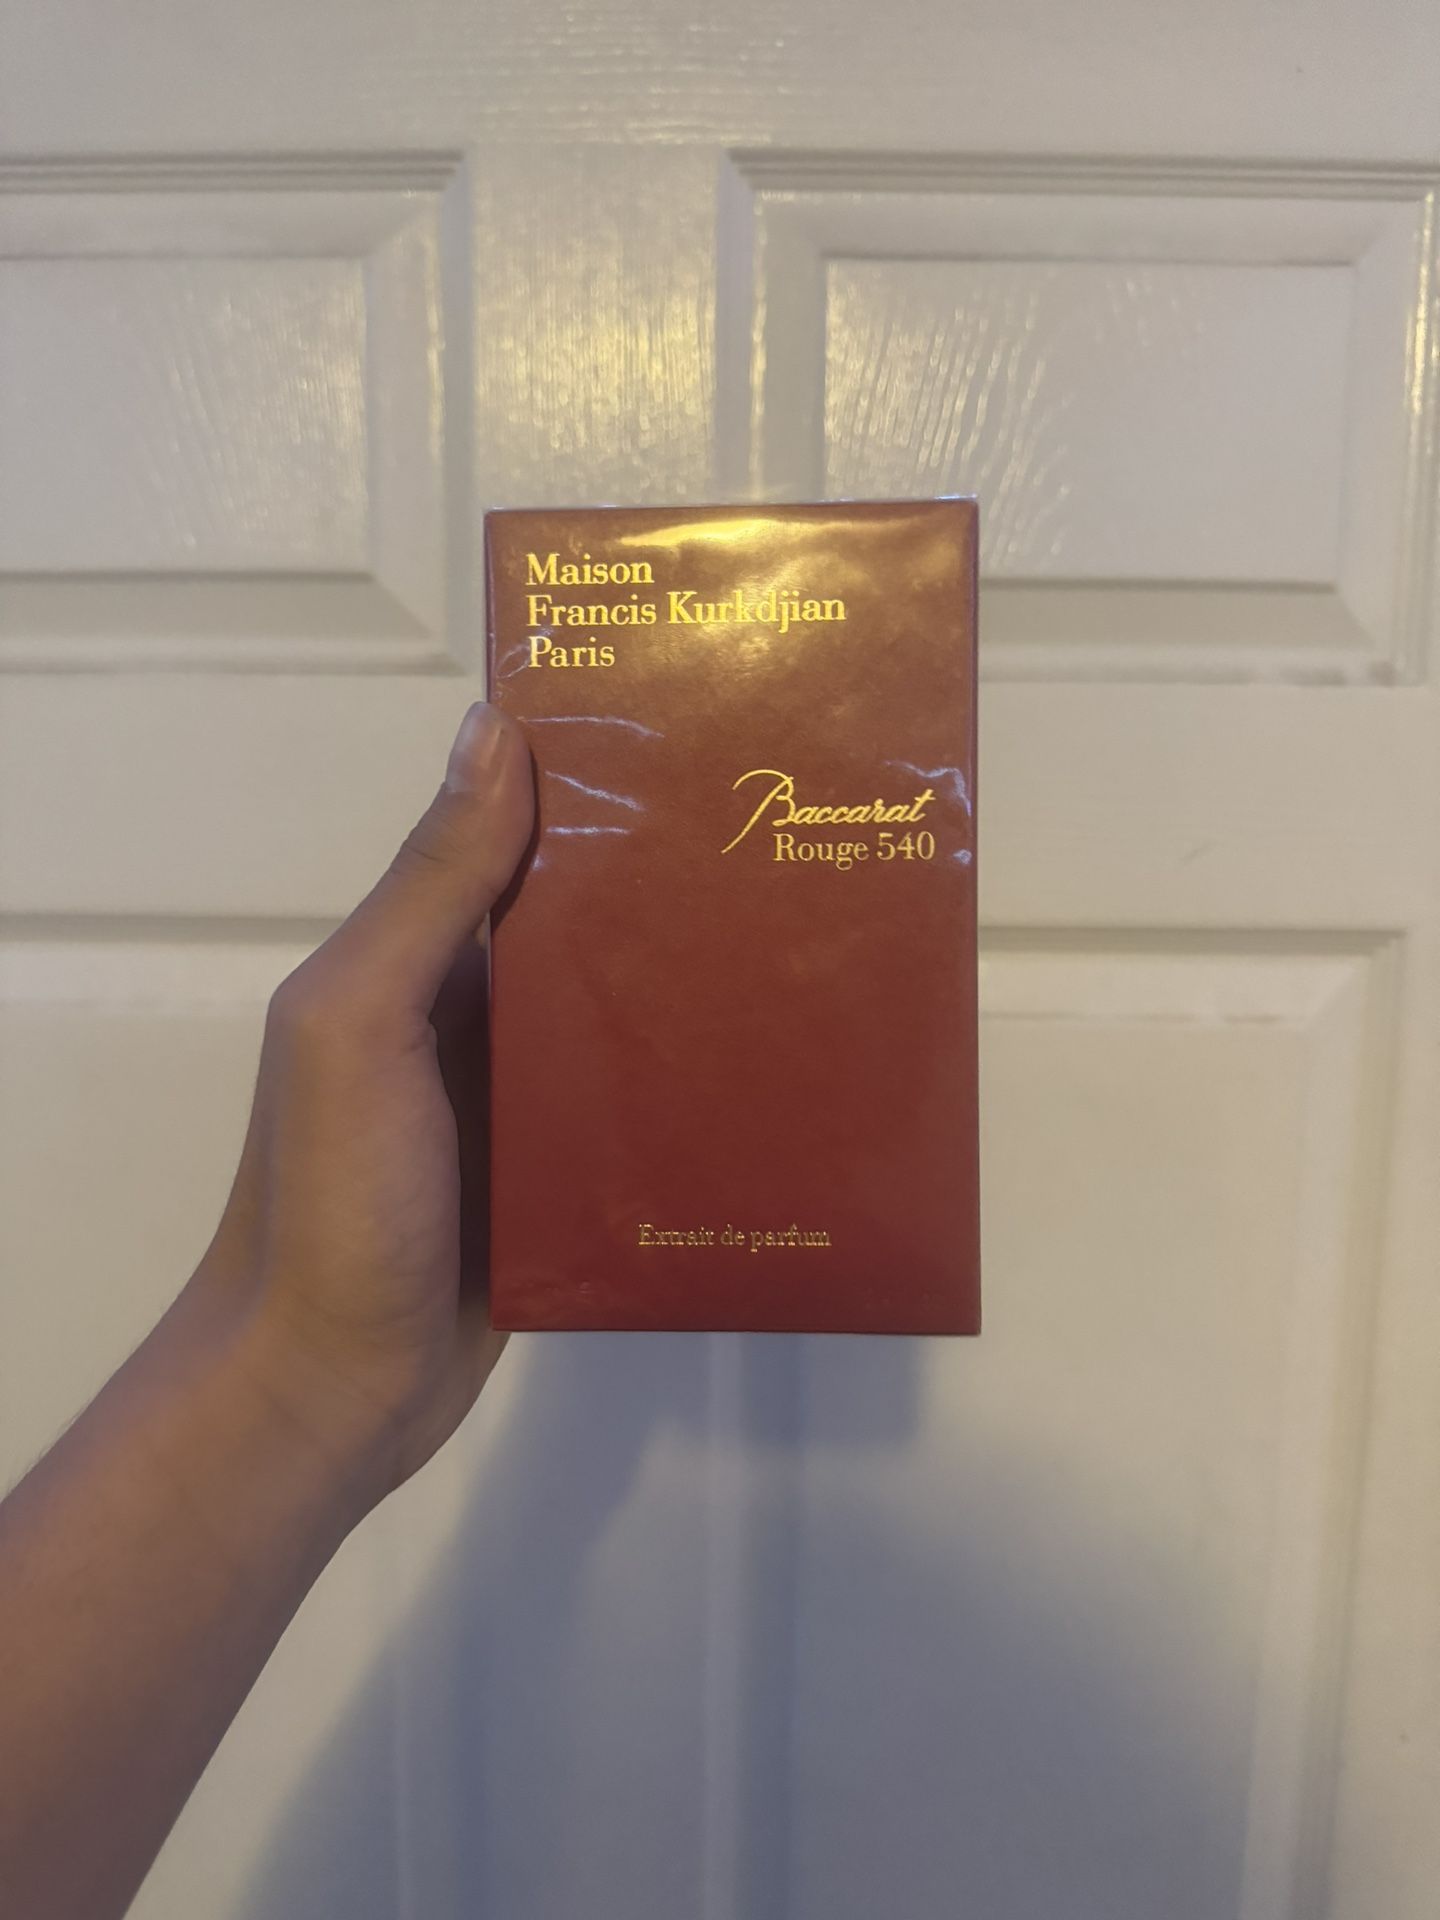 Maison
Francis Kurkdjian
Paris
Baccarat
Rouge 540
Extrait de parfum